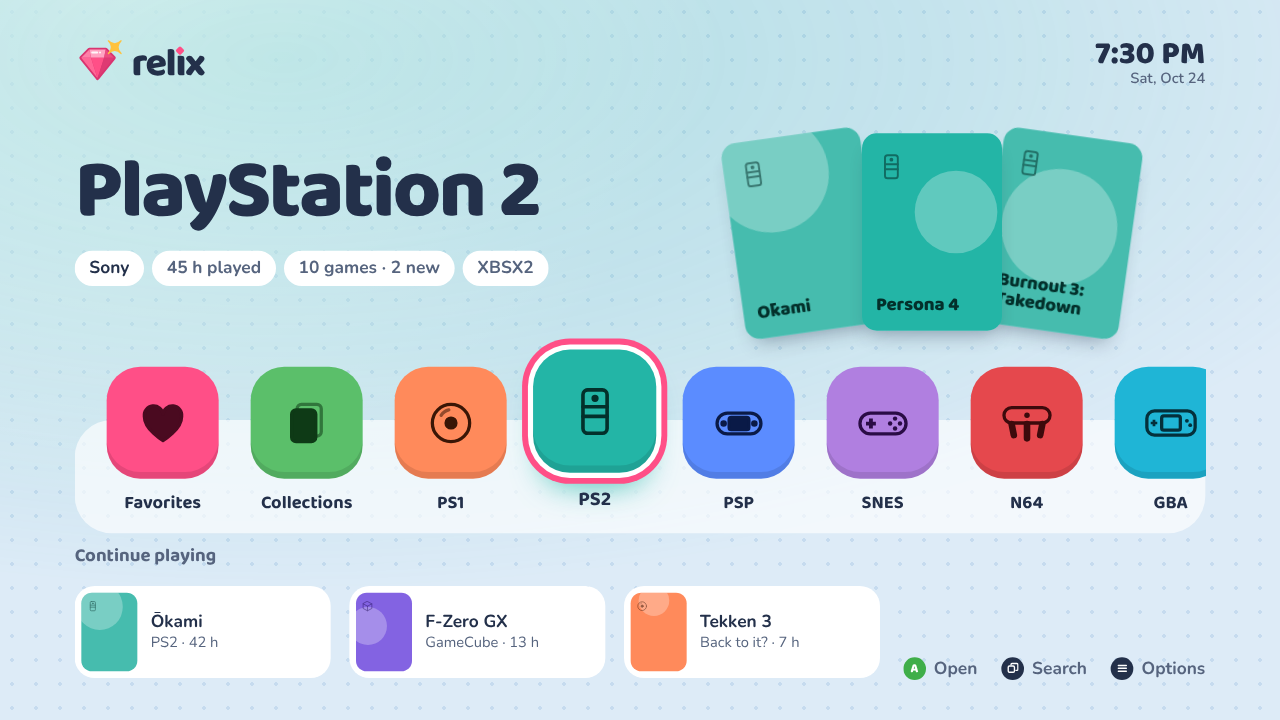 relix
7:30 PM
Sat, Oct 24
PlayStation 2
Sony
45 h played
10 games · 2 new
XBSX2
Ōkami
Persona 4
Burnout 3:
Takedown
Favorites
Collections
PS1
PS2
PSP
SNES
N64
GBA
Continue playing
Ōkami
PS2 · 42 h
F-Zero GX
GameCube · 13 h
Tekken 3
Back to it? · 7 h
A Open
Search
Options